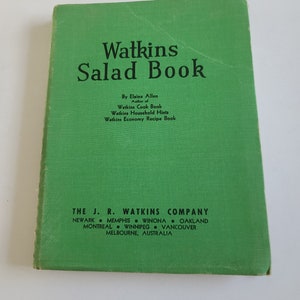 Watkins
Salad Book
By Elaine Allen
Author of
Watkins Cook Book
Watkins Household Hints
Watkins Economy Recipe Book
THE J. R. WATKINS COMPANY
NEWARK • MEMPHIS • WINONA • OAKLAND
MONTREAL • WINNIPEG • VANCOUVER
MELBOURNE, AUSTRALIA